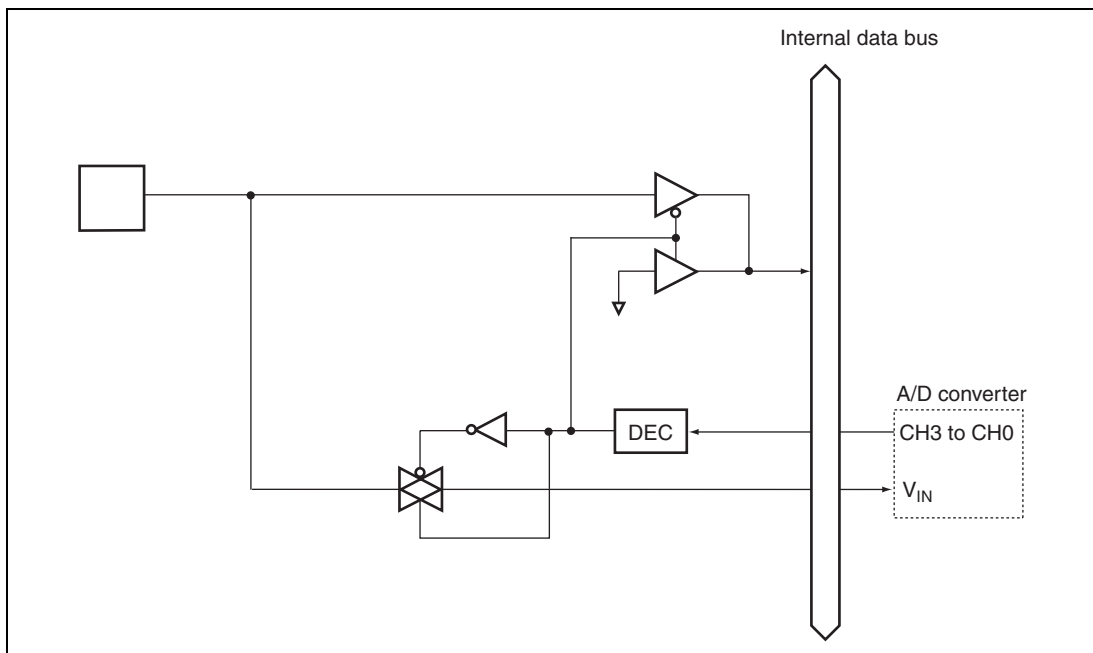 Internal data bus
A/D converter
DEC
CH3 to CH0
VIN